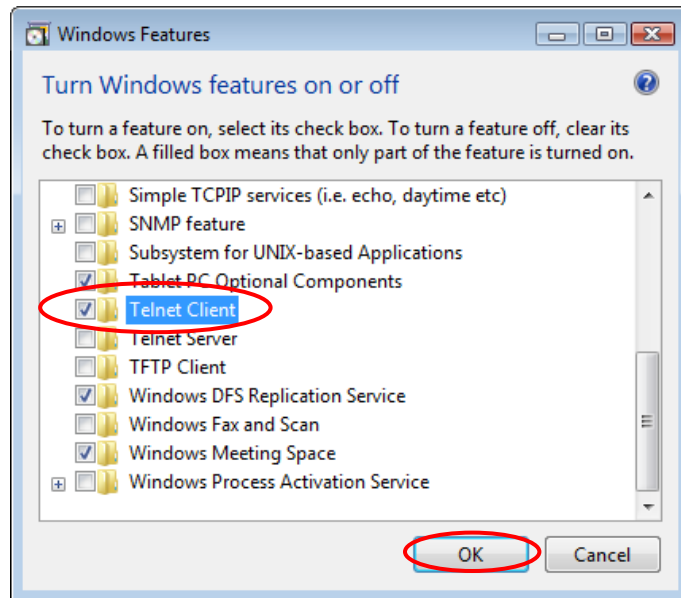 Windows Features
Turn Windows features on or off
To turn a feature on, select its check box. To turn a feature off, clear its
check box. A filled box means that only part of the feature is turned on.
Simple TCPIP services (i.e. echo, daytime etc)
SNMP feature
Subsystem for UNIX-based Applications
Tablet PC Optional Components
Telnet Client
Telnet Server
TFTP Client
Windows DFS Replication Service
Windows Fax and Scan
Windows Meeting Space
Windows Process Activation Service
OK Cancel